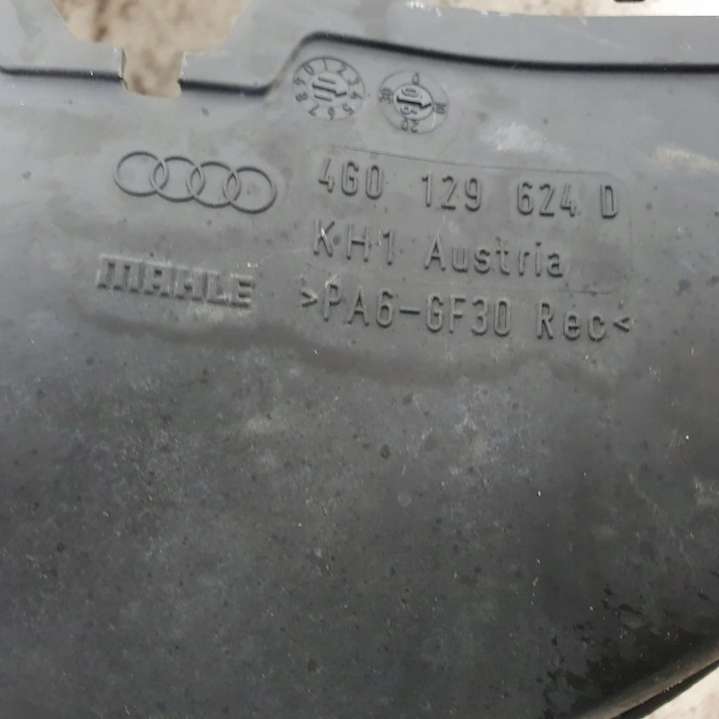 4G0 129 624 D
KH1 Austria
MAHLE >PA6-GF30 Rec<